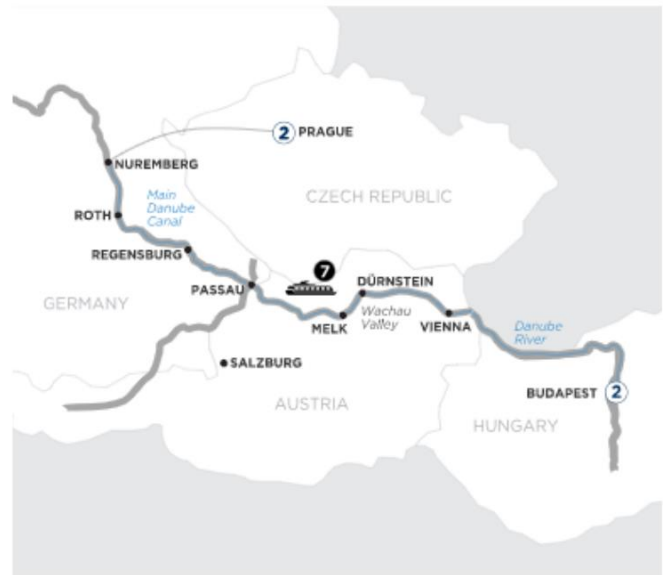 2 PRAGUE
NUREMBERG
Main
Danube
Canal
CZECH REPUBLIC
ROTH
REGENSBURG
7
PASSAU
DÜRNSTEIN
GERMANY
Wachau
Valley
MELK
VIENNA
Danube
River
SALZBURG
BUDAPEST 2
AUSTRIA
HUNGARY